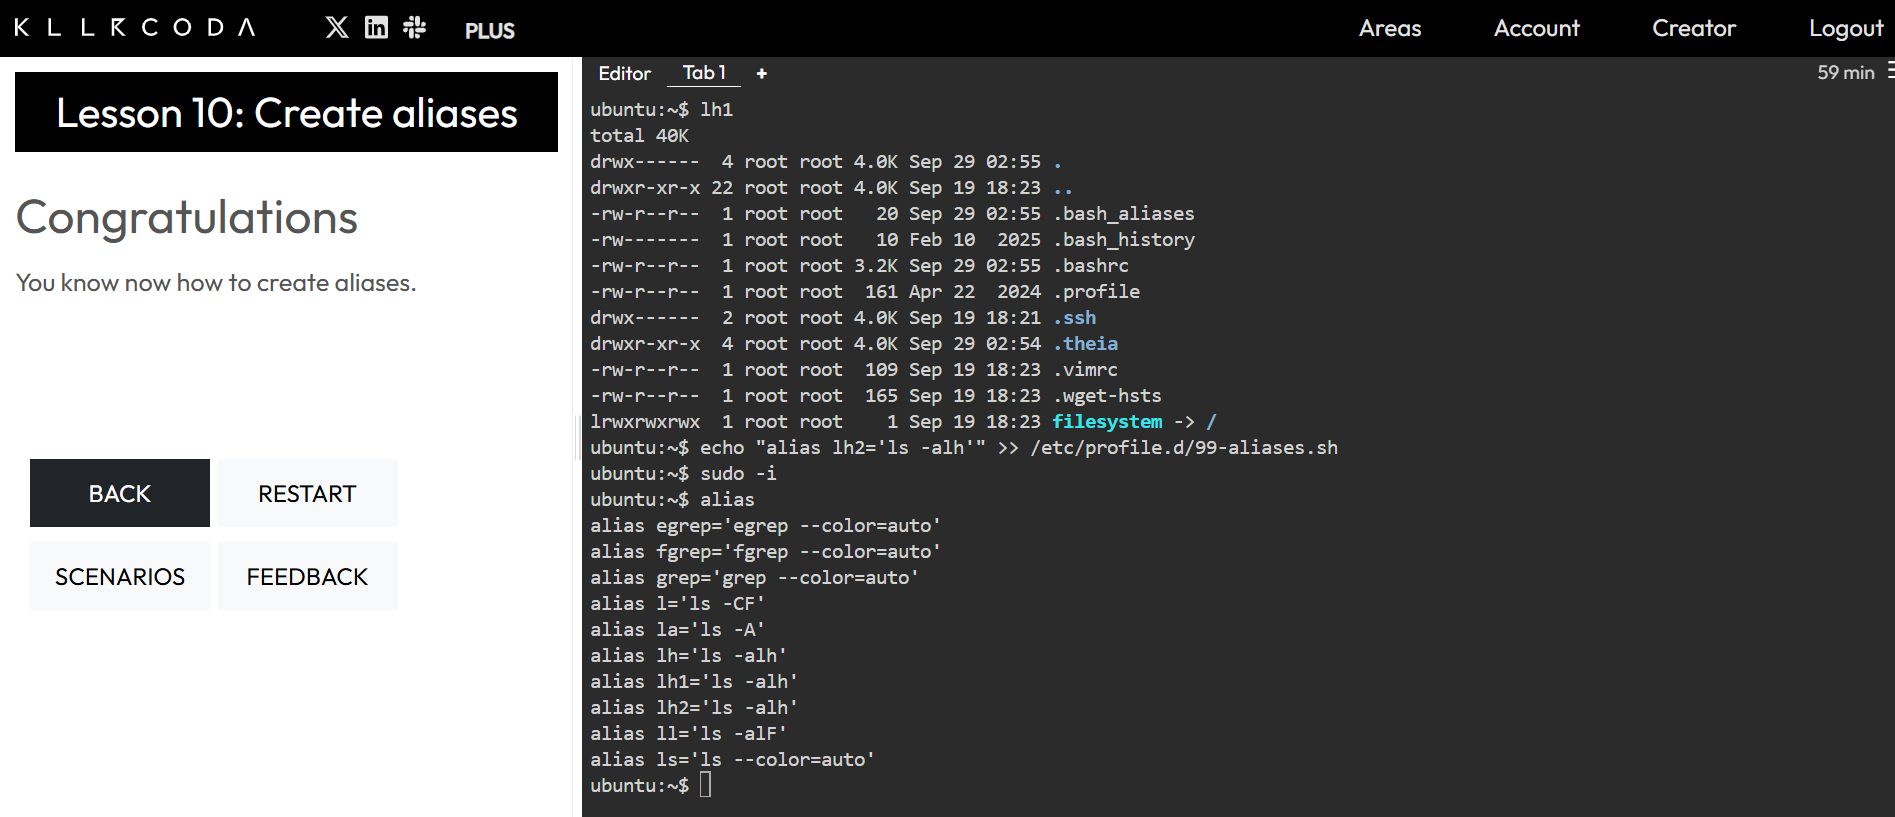 KILLERCODA
PLUS
Areas
Account
Creator
Logout
Lesson 10: Create aliases
Congratulations
You know now how to create aliases.
BACK
RESTART
SCENARIOS
FEEDBACK
Editor
Tab 1
+
59 min
ubuntu:~$ lh1
total 40K
drwx------  4 root root 4.0K Sep 29 02:55 .
drwxr-xr-x 22 root root 4.0K Sep 19 18:23 ..
-rw-r--r--  1 root root   20 Sep 29 02:55 .bash_aliases
-rw-------  1 root root   10 Feb 10  2025 .bash_history
-rw-r--r--  1 root root 3.2K Sep 29 02:55 .bashrc
-rw-r--r--  1 root root  161 Apr 22  2024 .profile
drwx------  2 root root 4.0K Sep 19 18:21 .ssh
drwxr-xr-x  4 root root 4.0K Sep 29 02:54 .theia
-rw-r--r--  1 root root  109 Sep 19 18:23 .vimrc
-rw-r--r--  1 root root  165 Sep 19 18:23 .wget-hsts
lrwxrwxrwx  1 root root    1 Sep 19 18:23 filesystem -> /
ubuntu:~$ echo "alias lh2='ls -alh'" >> /etc/profile.d/99-aliases.sh
ubuntu:~$ sudo -i
ubuntu:~$ alias
alias egrep='egrep --color=auto'
alias fgrep='fgrep --color=auto'
alias grep='grep --color=auto'
alias l='ls -CF'
alias la='ls -A'
alias lh='ls -alh'
alias lh1='ls -alh'
alias lh2='ls -alh'
alias ll='ls -alF'
alias ls='ls --color=auto'
ubuntu:~$